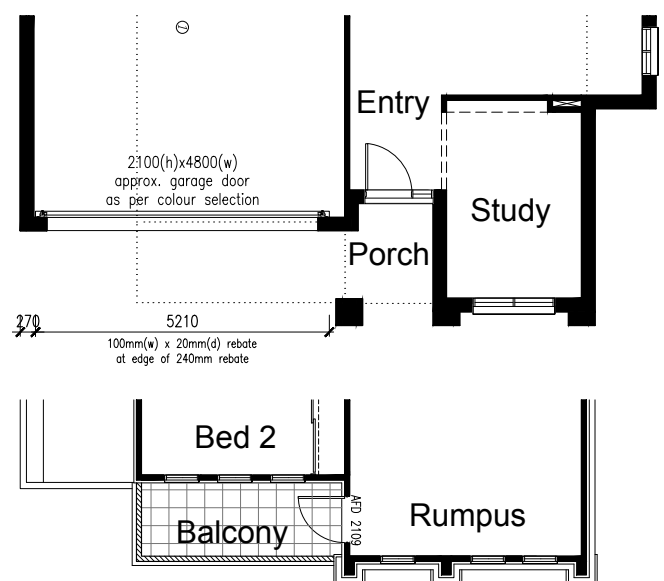 Entry
2100(h)x4800(w)
approx. garage door
as per colour selection
Study
Porch
270
5210
100mm(w) x 20mm(d) rebate
at edge of 240mm rebate
Bed 2
AFD 2109
Rumpus
Balcony